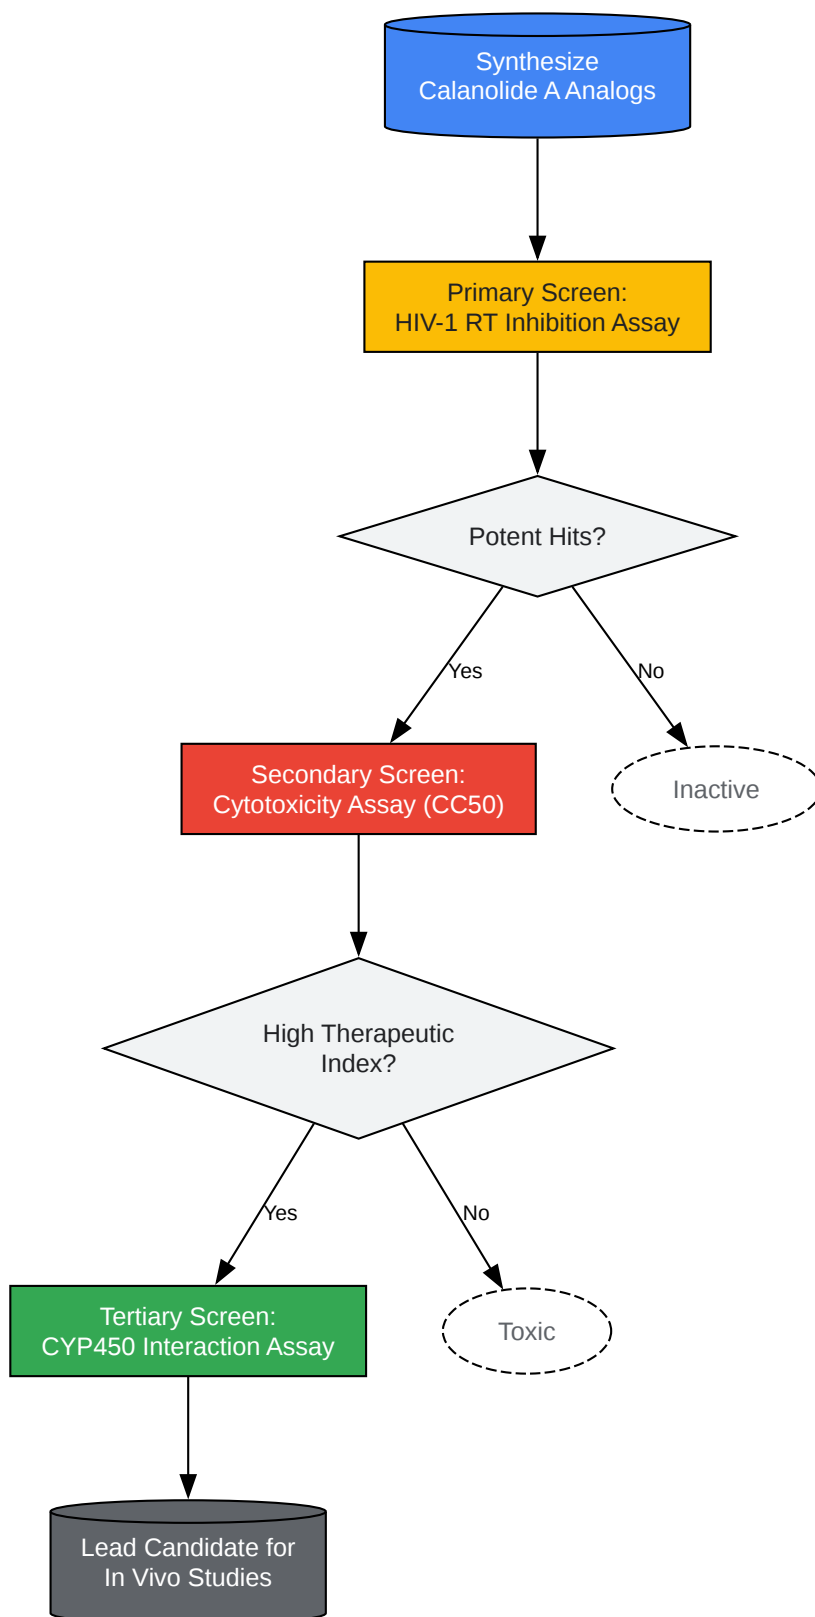 Synthesize
Calanolide A Analogs
Primary Screen:
HIV-1 RT Inhibition Assay
Potent Hits?
Yes
No
Secondary Screen:
Cytotoxicity Assay (CC50)
Inactive
High Therapeutic
Index?
Yes
No
Tertiary Screen:
CYP450 Interaction Assay
Toxic
Lead Candidate for
In Vivo Studies